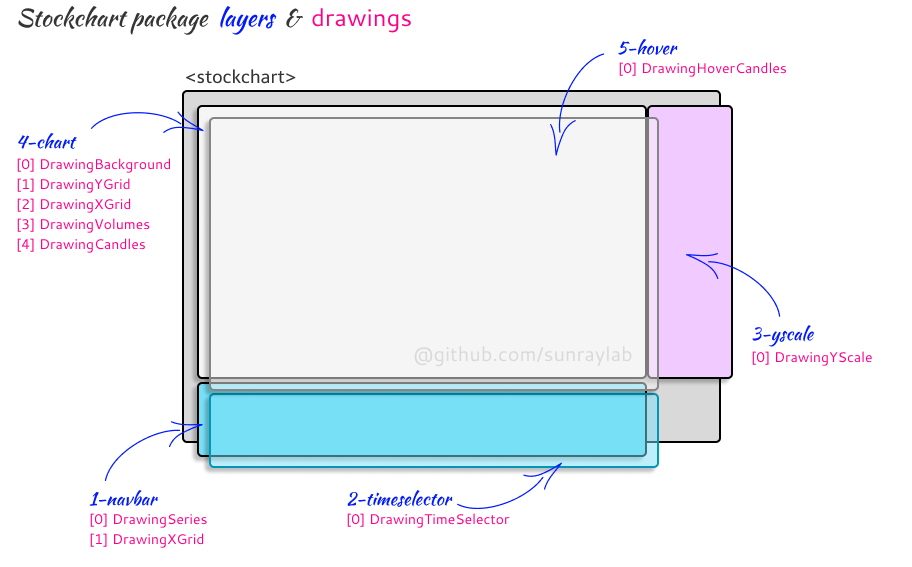 Stockchart package layers & drawings
5-hover
[0] DrawingHoverCandles
<stockchart>
4-chart
[0] DrawingBackground
[1] DrawingYGrid
[2] DrawingXGrid
[3] DrawingVolumes
[4] DrawingCandles
3-yscale
[0] DrawingYScale
@github.com/sunraylab
1-navbar
[0] DrawingSeries
[1] DrawingXGrid
2-timeselector
[0] DrawingTimeSelector